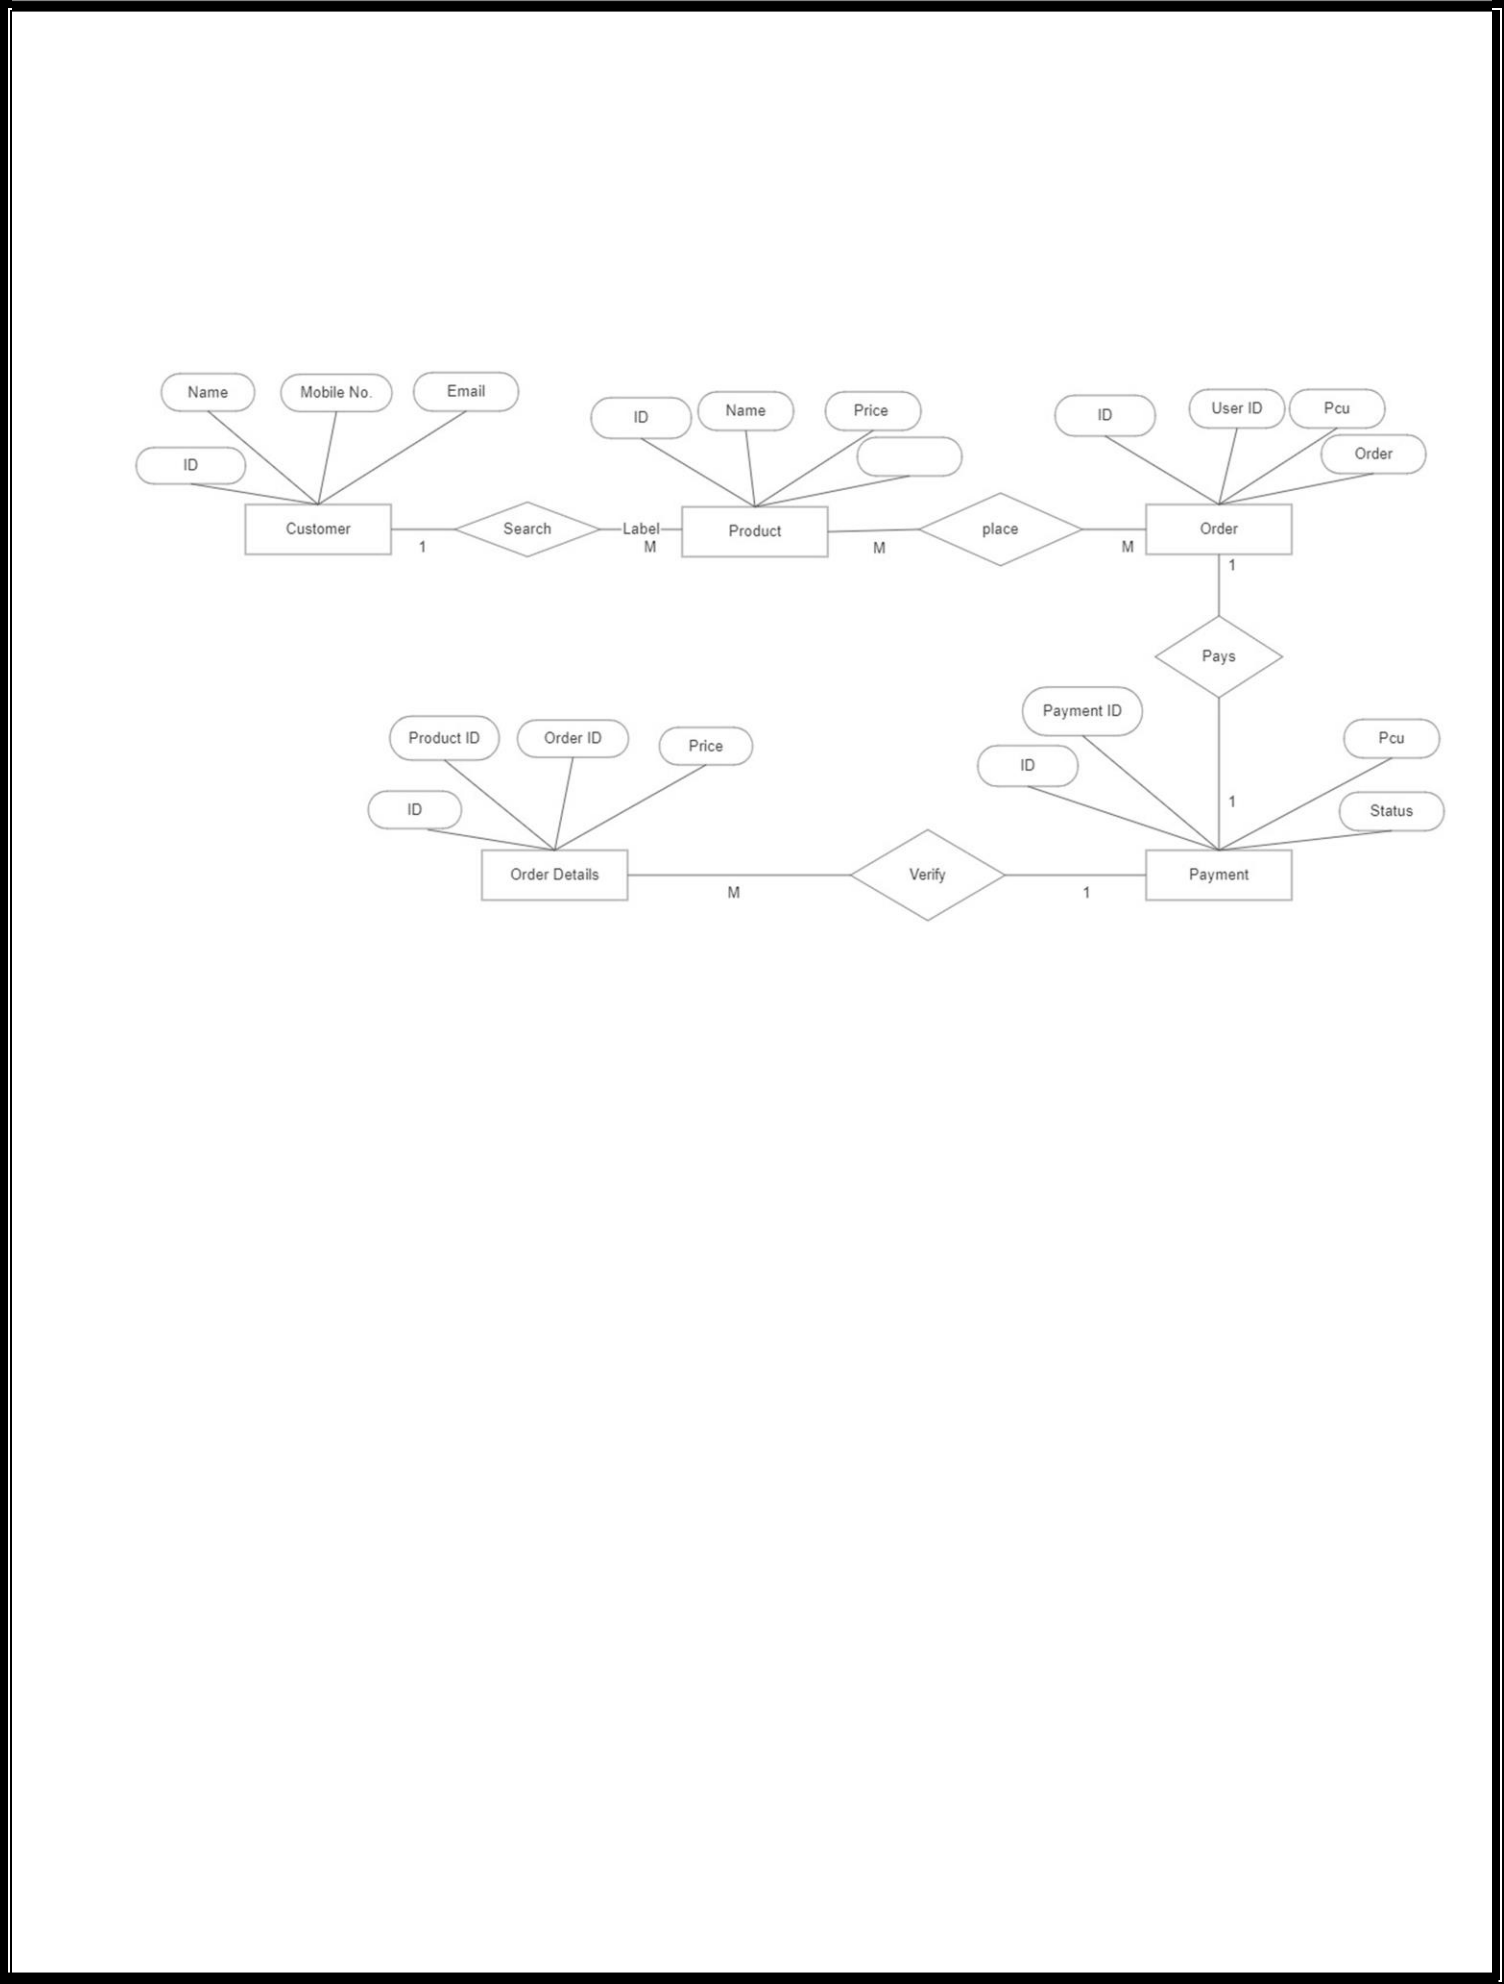 Name
Mobile No.
Email
ID
Customer
1
Search
Label
M
ID
Name
Price
Product
M
place
M
ID
User ID
Pcu
Order
Order
1
Pays
1
Product ID
Order ID
Price
ID
Order Details
M
Verify
1
Payment ID
ID
Pcu
Status
Payment